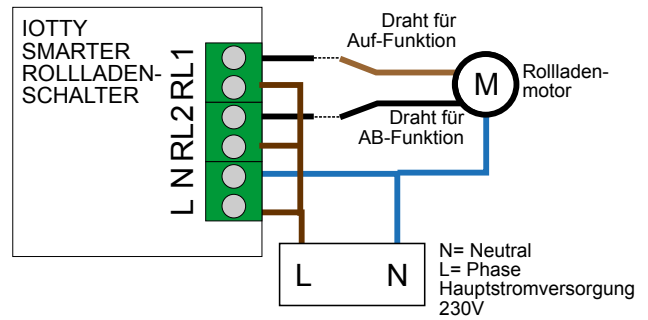 IOTTY
SMARTER
ROLLLADEN-
SCHALTER
L N RL2 RL1
Draht für
Auf-Funktion
M
Rollladen-
motor
Draht für
AB-Funktion
L
N
N= Neutral
L= Phase
Hauptstromversorgung
230V